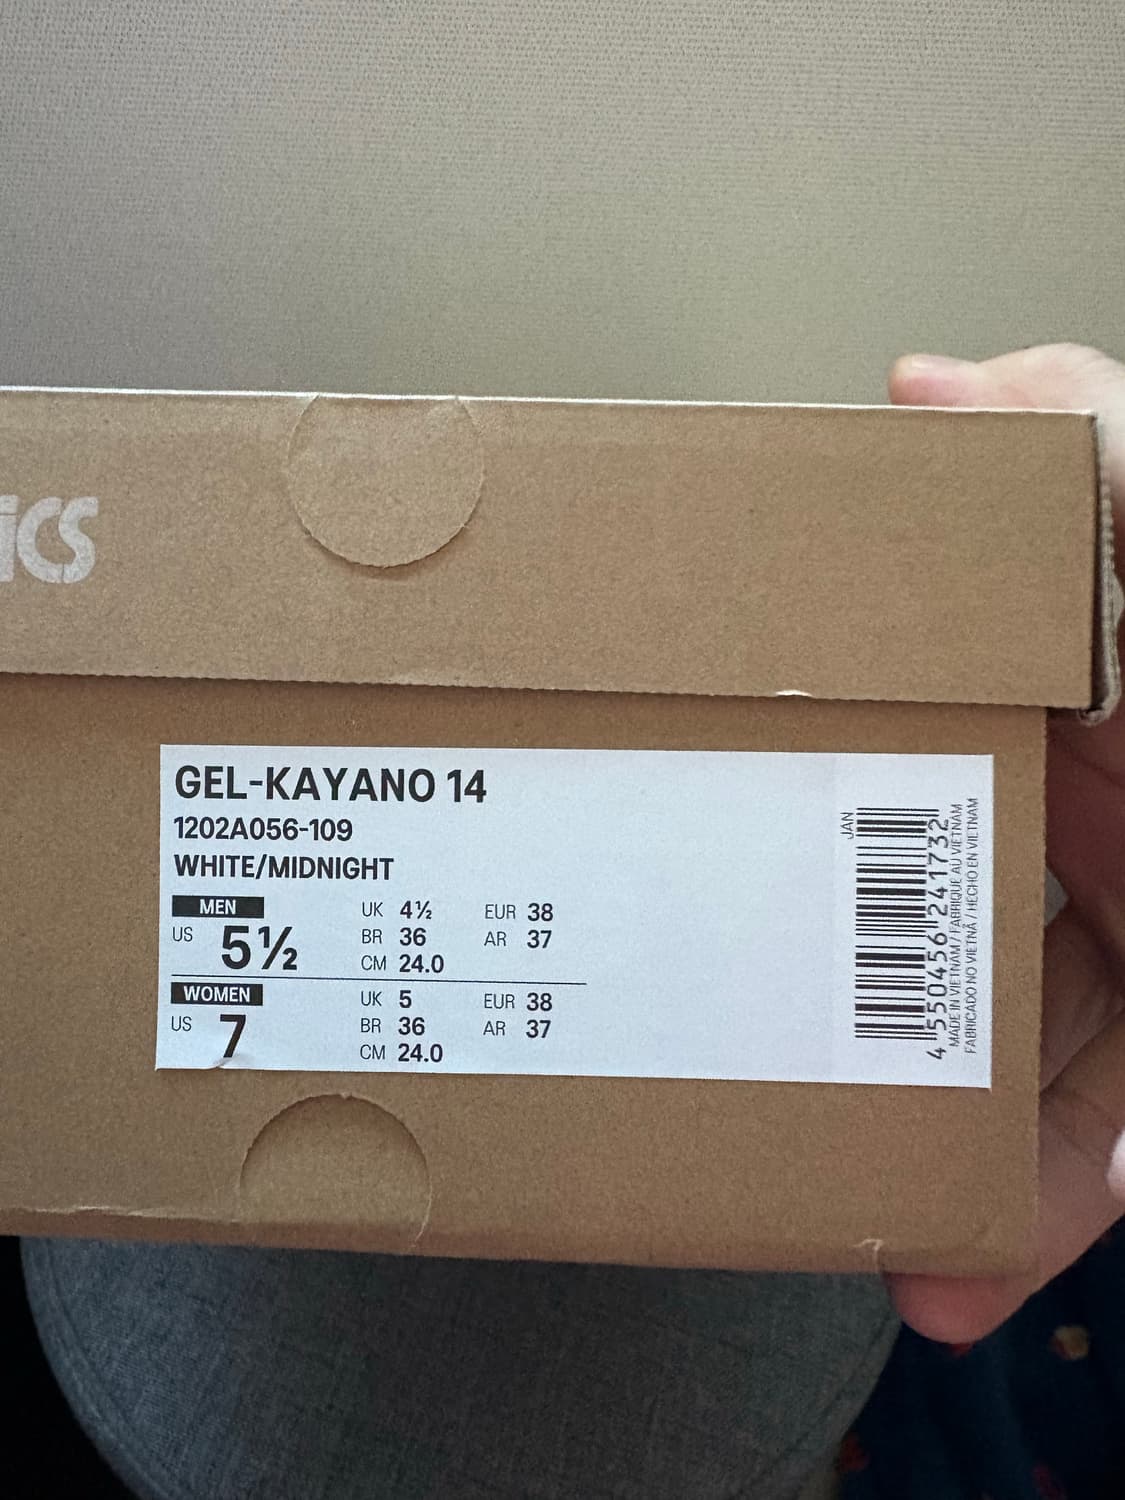 ics
GEL-KAYANO 14
1202A056-109
WHITE/MIDNIGHT
MEN
US 5½
UK 4½ EUR 38
BR 36 AR 37
CM 24.0
WOMEN
US 7
UK 5 EUR 38
BR 36 AR 37
CM 24.0
JAN
4 550456 241732
MADE IN VIETNAM / FABRIQUÉ AU VIETNAM
FABRICADO NO VIETNÃ / HECHO EN VIETNAM